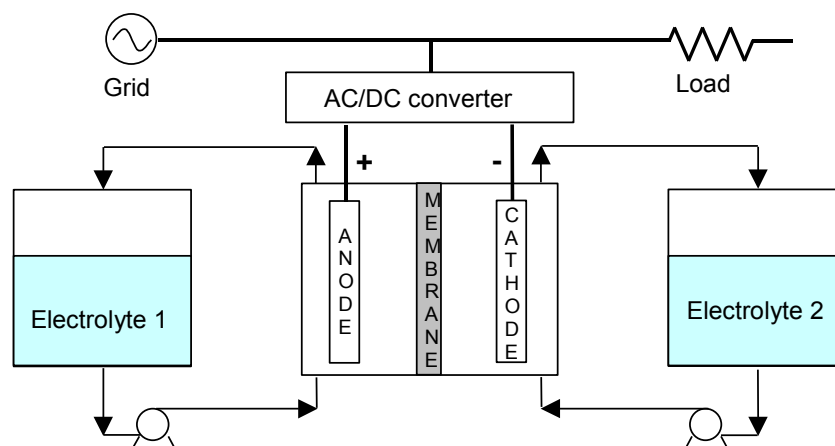 Grid
Load
AC/DC converter
+
-
ANODE
MEMBRANE
CATHODE
Electrolyte 1
Electrolyte 2